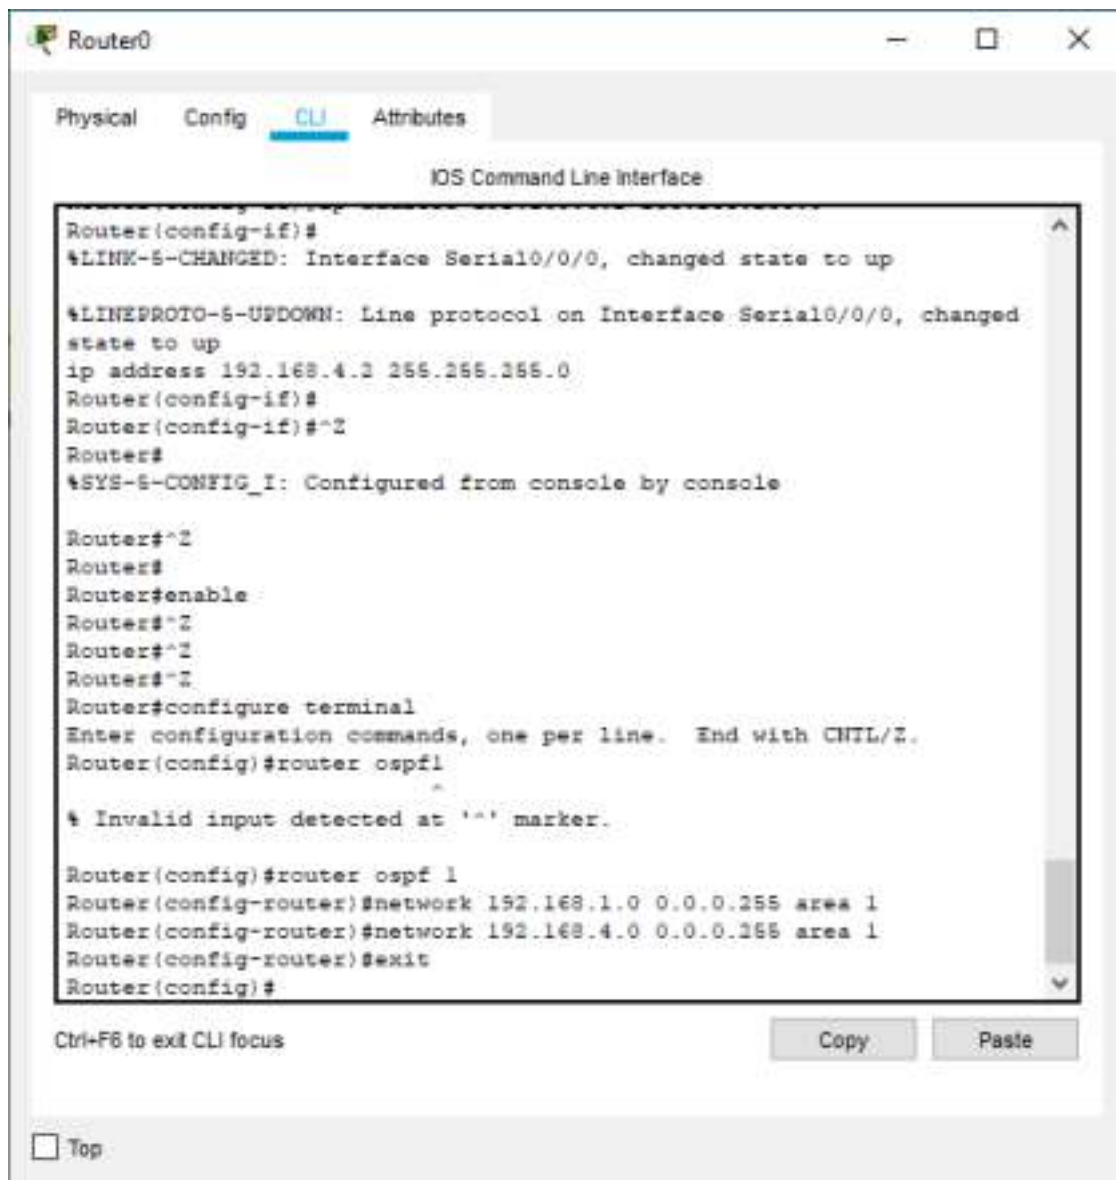 Router0
Physical Config CLI Attributes
IOS Command Line Interface
Router(config-if)#
%LINK-5-CHANGED: Interface Serial0/0/0, changed state to up
%LINEPROTO-5-UPDOWN: Line protocol on Interface Serial0/0/0, changed
state to up
ip address 192.168.4.2 255.255.255.0
Router(config-if)#
Router(config-if)#^Z
Router#
%SYS-5-CONFIG_I: Configured from console by console
Router#^Z
Router#
Router#enable
Router#^Z
Router#^Z
Router#^Z
Router#configure terminal
Enter configuration commands, one per line. End with CNTL/Z.
Router(config)#router ospf1
^
% Invalid input detected at '^' marker.
Router(config)#router ospf 1
Router(config-router)#network 192.168.1.0 0.0.0.255 area 1
Router(config-router)#network 192.168.4.0 0.0.0.255 area 1
Router(config-router)#exit
Router(config)#
Ctrl+F6 to exit CLI focus
Copy Paste
Top